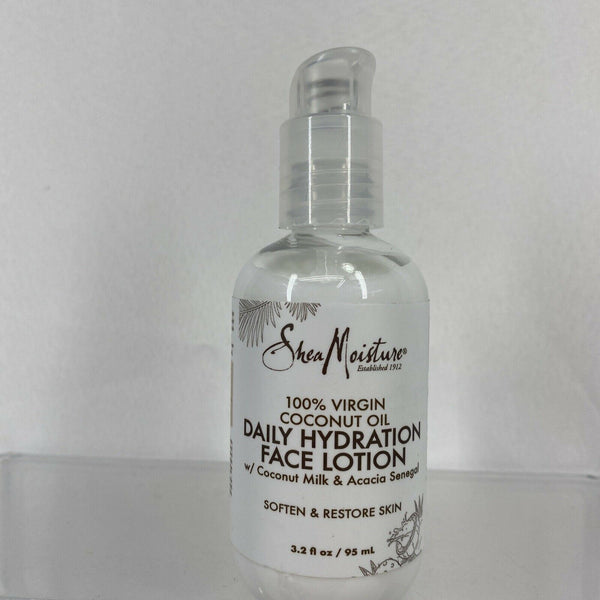 SheaMoisture®
Established 1912
100% VIRGIN
COCONUT OIL
DAILY HYDRATION
FACE LOTION
w/ Coconut Milk & Acacia Senegal
SOFTEN & RESTORE SKIN
3.2 fl oz / 95 mL